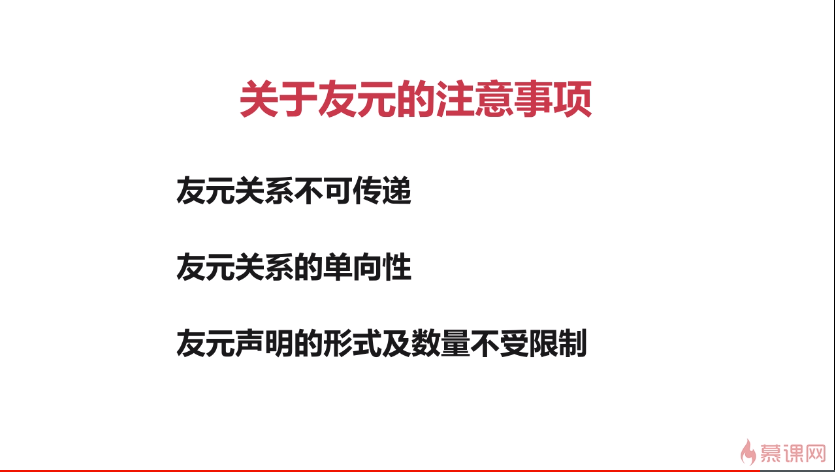 关于友元的注意事项
友元关系不可传递
友元关系的单向性
友元声明的形式及数量不受限制
慕课网